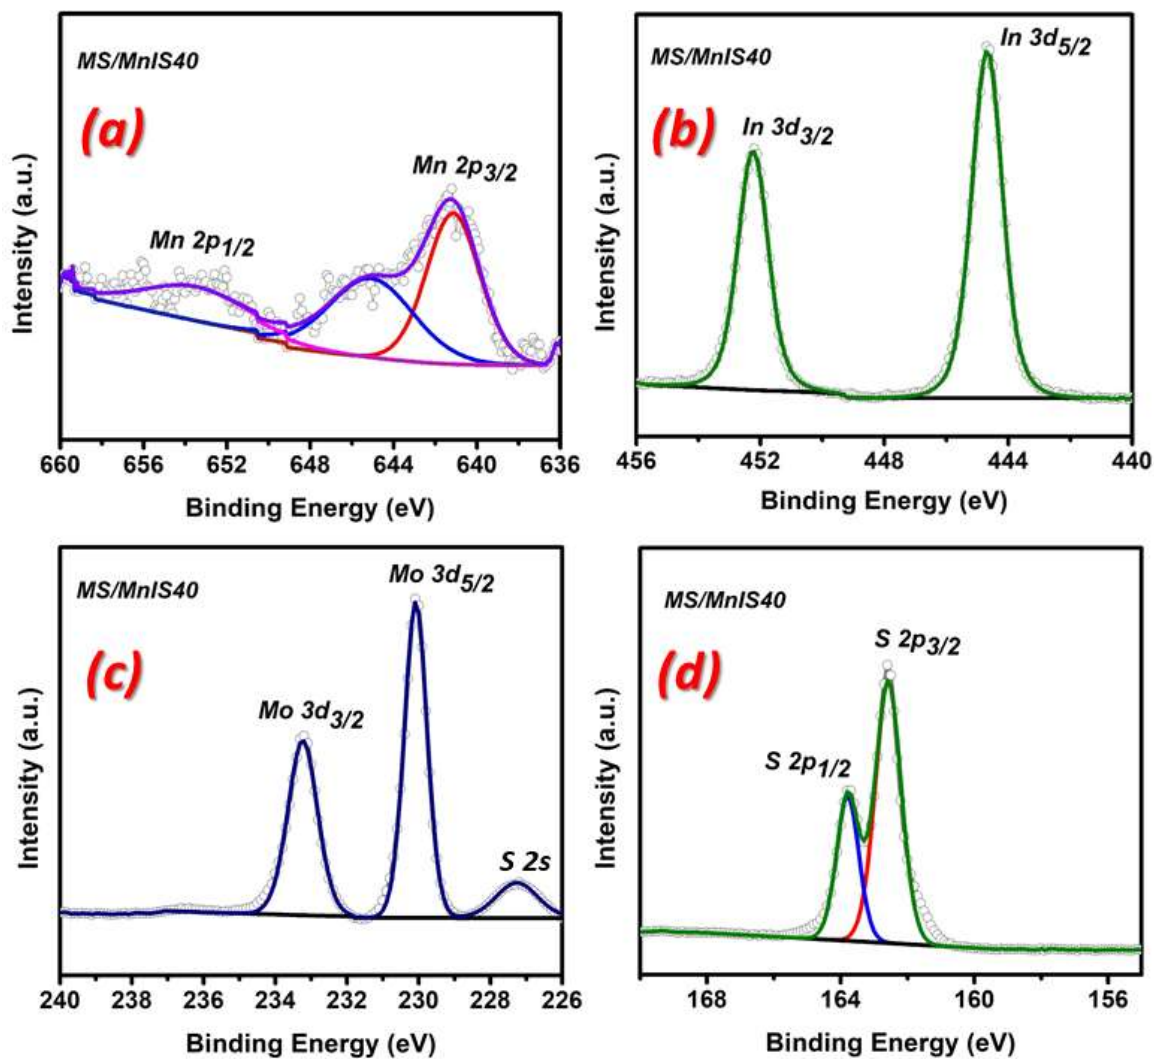 MS/MnIS40
(a)
Mn 2p3/2
Mn 2p1/2
Intensity (a.u.)
660 656 652 648 644 640 636
Binding Energy (eV)
MS/MnIS40
(b)
In 3d5/2
In 3d3/2
Intensity (a.u.)
456 452 448 444 440
Binding Energy (eV)
MS/MnIS40
(c)
Mo 3d5/2
Mo 3d3/2
S 2s
Intensity (a.u.)
240 238 236 234 232 230 228 226
Binding Energy (eV)
MS/MnIS40
(d)
S 2p3/2
S 2p1/2
Intensity (a.u.)
168 164 160 156
Binding Energy (eV)